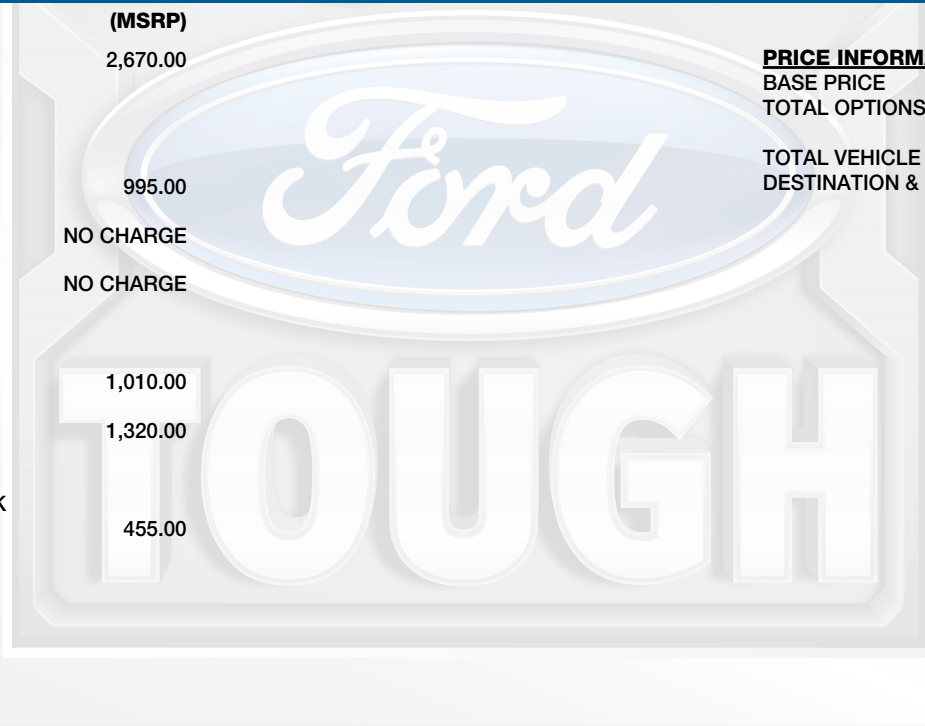 (MSRP)
2,670.00
995.00
NO CHARGE
NO CHARGE
1,010.00
1,320.00
K
455.00
PRICE INFORMA
BASE PRICE
TOTAL OPTIONS
TOTAL VEHICLE
DESTINATION &
Ford
TOUGH